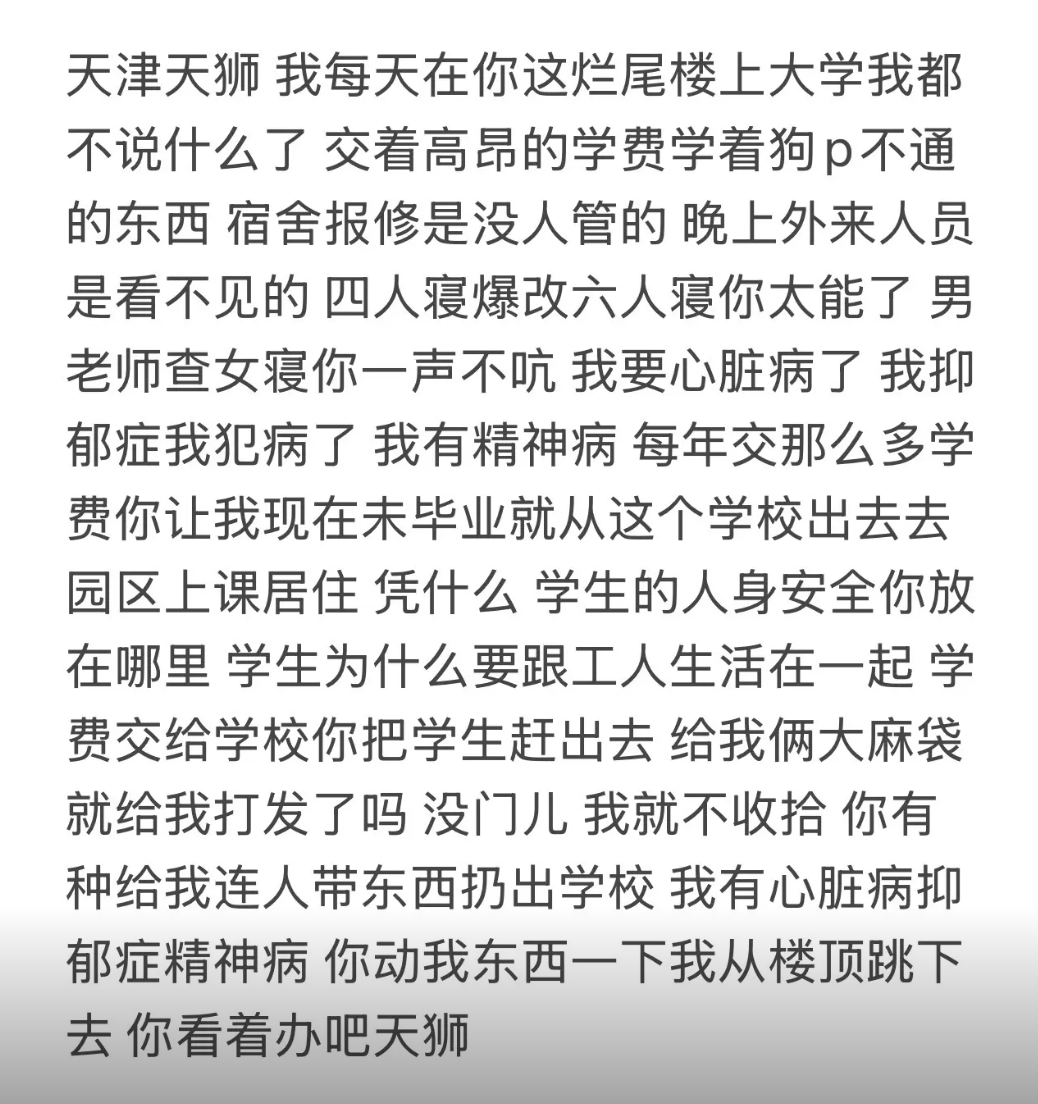 天津天狮 我每天在你这烂尾楼上大学我都
不说什么了 交着高昂的学费学着狗p不通
的东西 宿舍报修是没人管的 晚上外来人员
是看不见的 四人寝爆改六人寝你太能了 男
老师查女寝你一声不吭 我要心脏病了 我抑
郁症我犯病了 我有精神病 每年交那么多学
费你让我现在未毕业就从这个学校出去去
园区上课居住 凭什么 学生的人身安全你放
在哪里 学生为什么要跟工人生活在一起 学
费交给学校你把学生赶出去 给我俩大麻袋
就给我打发了吗 没门儿 我就不收拾 你有
种给我连人带东西扔出学校 我有心脏病抑
郁症精神病 你动我东西一下我从楼顶跳下
去 你看着办吧天狮